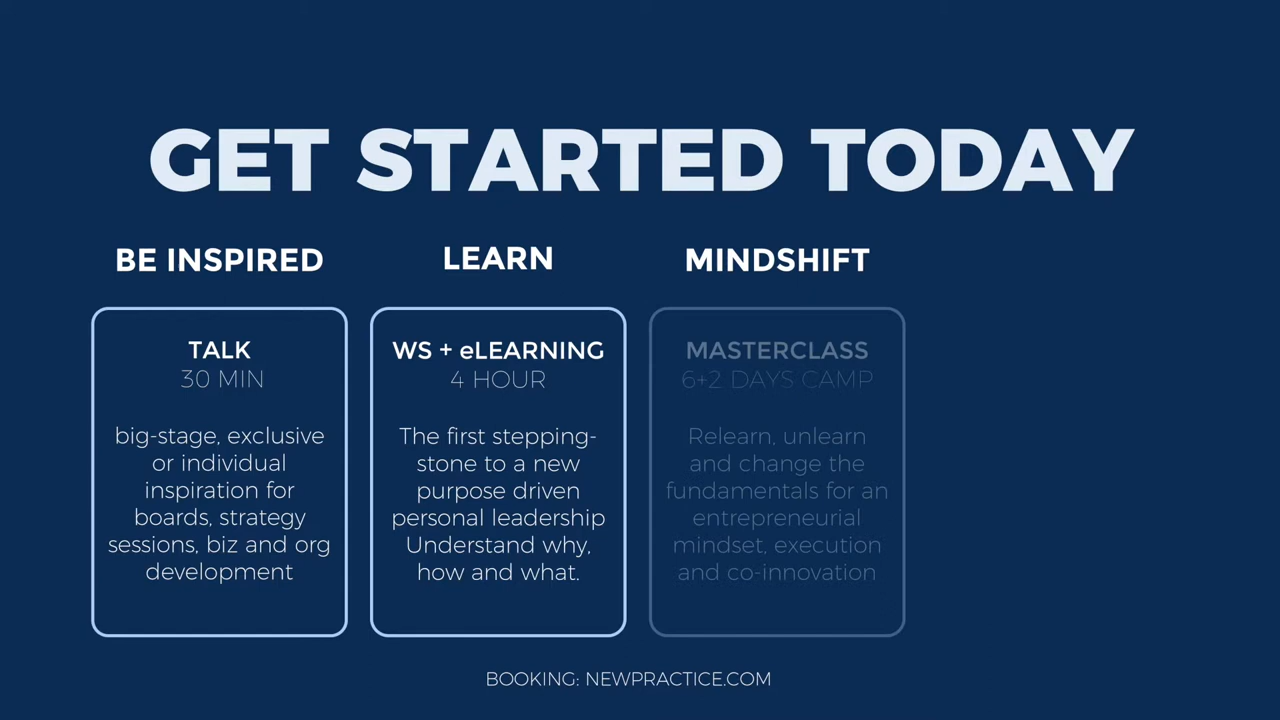 GET STARTED TODAY
BE INSPIRED
TALK
30 MIN
big-stage, exclusive
or individual
inspiration for
boards, strategy
sessions, biz and org
development
LEARN
WS + eLEARNING
4 HOUR
The first stepping-
stone to a new
purpose driven
personal leadership
Understand why,
how and what.
MINDSHIFT
MASTERCLASS
6+2 DAYS CAMP
Relearn, unlearn
and change the
fundamentals for an
entrepreneurial
mindset, execution
and co-innovation
BOOKING: NEWPRACTICE.COM